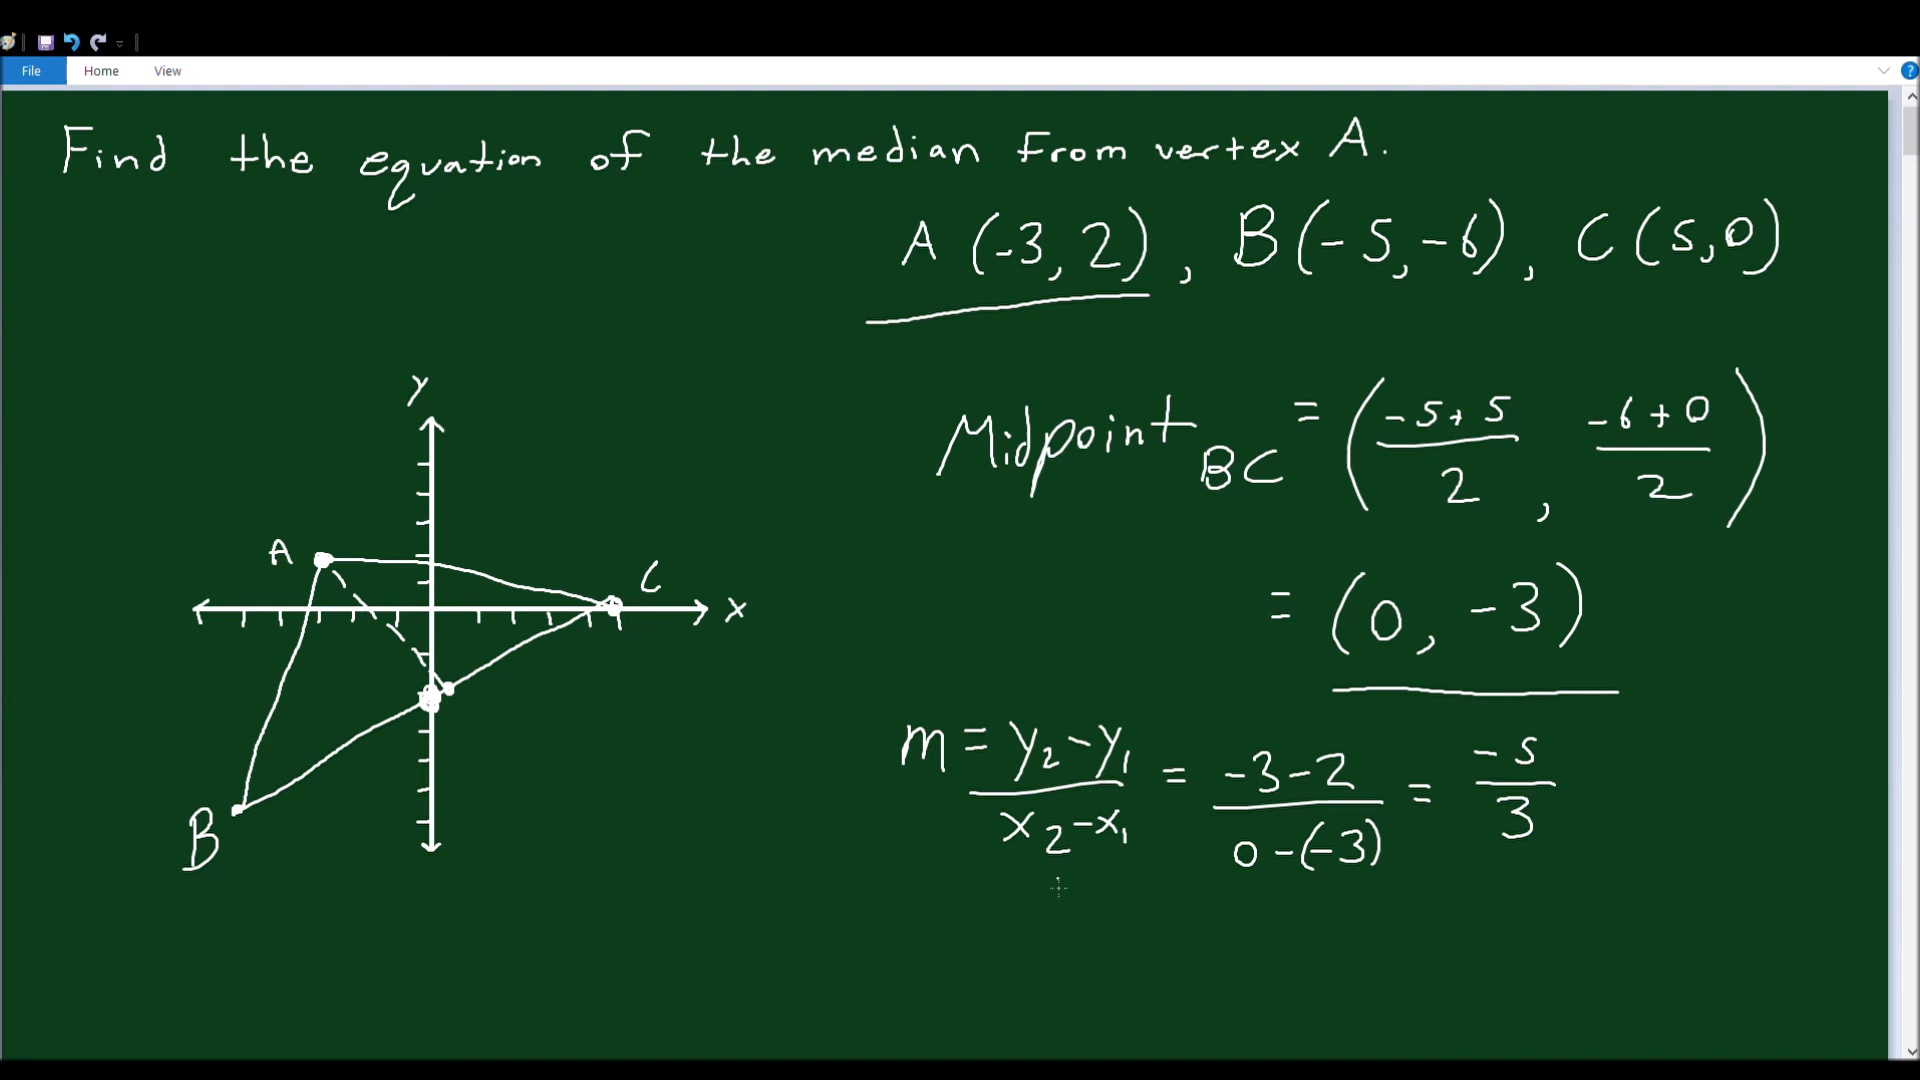 File Home View
Find the equation of the median from vertex A.
A (-3, 2), B(-5, -6), C(5,0)
Midpoint BC = (-5+5/2, -6+0/2)
= (0, -3)
m = y2-y1/x2-x1 = -3-2/0-(-3) = -5/3
y
A
C
x
B